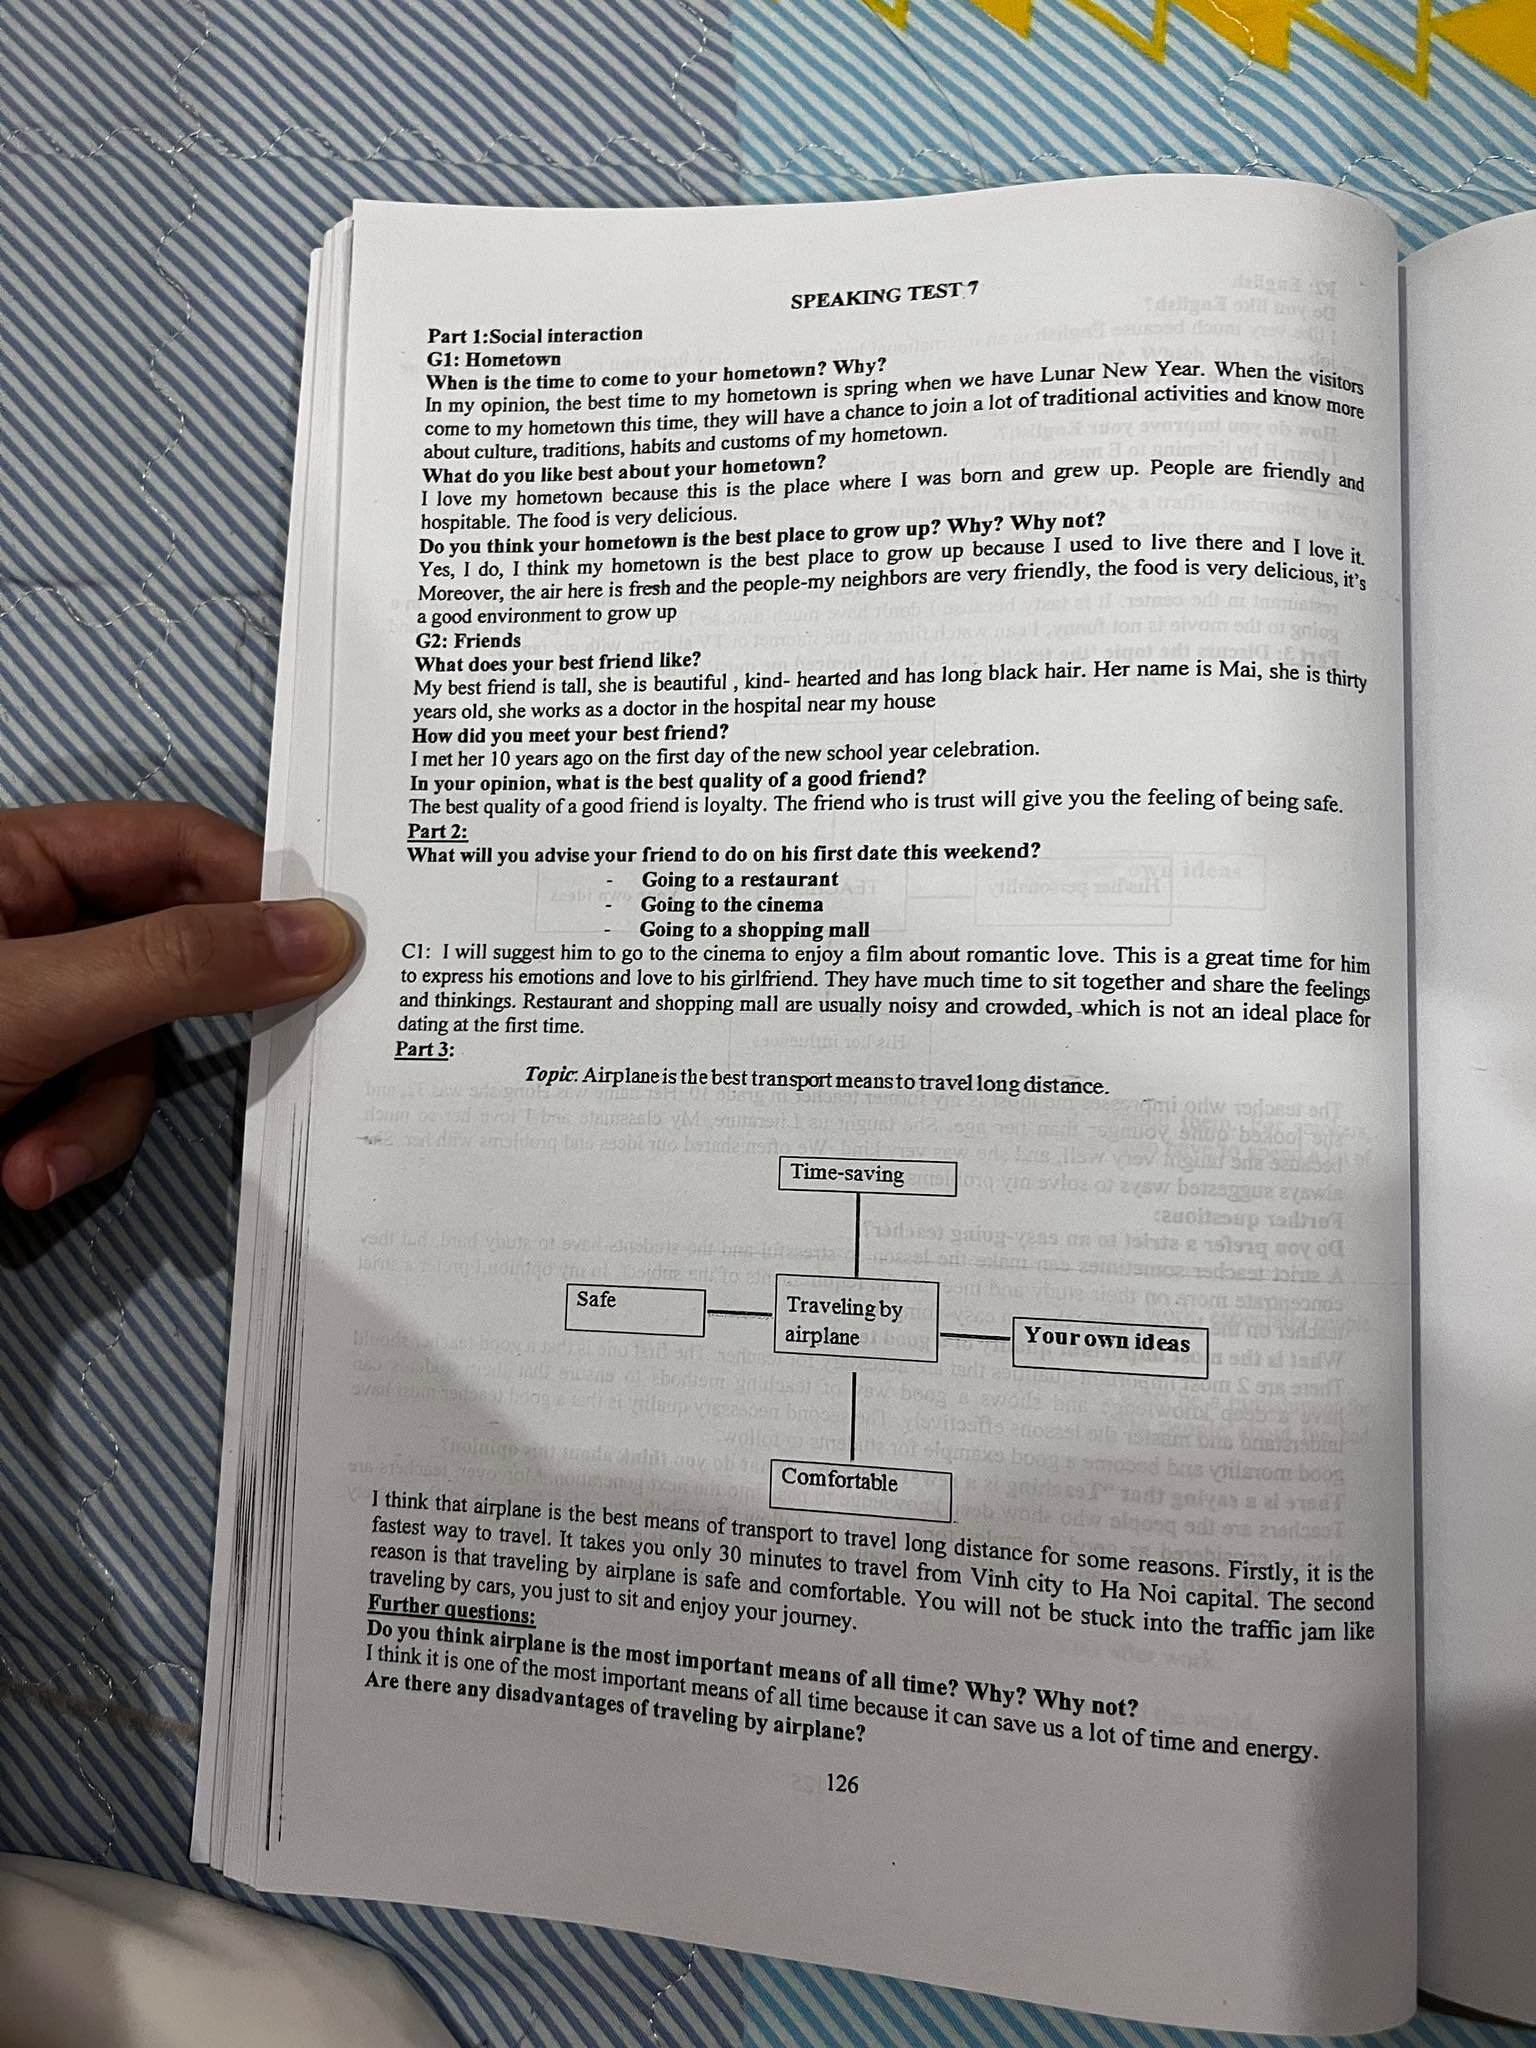 SPEAKING TEST 7
Part 1:Social interaction
G1: Hometown
When is the time to come to your hometown? Why?
In my opinion, the best time to my hometown is spring when we have Lunar New Year. When the visitors
come to my hometown this time, they will have a chance to join a lot of traditional activities and know more
about culture, traditions, habits and customs of my hometown.
What do you like best about your hometown?
I love my hometown because this is the place where I was born and grew up. People are friendly and
hospitable. The food is very delicious.
Do you think your hometown is the best place to grow up? Why? Why not?
Yes, I do, I think my hometown is the best place to grow up because I used to live there and I love it.
Moreover, the air here is fresh and the people-my neighbors are very friendly, the food is very delicious, it's
a good environment to grow up
G2: Friends
What does your best friend like?
My best friend is tall, she is beautiful , kind- hearted and has long black hair. Her name is Mai, she is thirty
years old, she works as a doctor in the hospital near my house
How did you meet your best friend?
I met her 10 years ago on the first day of the new school year celebration.
In your opinion, what is the best quality of a good friend?
The best quality of a good friend is loyalty. The friend who is trust will give you the feeling of being safe.
Part 2:
What will you advise your friend to do on his first date this weekend?
- Going to a restaurant
- Going to the cinema
- Going to a shopping mall
C1: I will suggest him to go to the cinema to enjoy a film about romantic love. This is a great time for him
to express his emotions and love to his girlfriend. They have much time to sit together and share the feelings
and thinkings. Restaurant and shopping mall are usually noisy and crowded, which is not an ideal place for
dating at the first time.
Part 3:
Topic: Airplane is the best transport means to travel long distance.
Time-saving
Safe
Traveling by
airplane
Your own ideas
Comfortable
I think that airplane is the best means of transport to travel long distance for some reasons. Firstly, it is the
fastest way to travel. It takes you only 30 minutes to travel from Vinh city to Ha Noi capital. The second
reason is that traveling by airplane is safe and comfortable. You will not be stuck into the traffic jam like
traveling by cars, you just to sit and enjoy your journey.
Further questions:
Do you think airplane is the most important means of all time? Why? Why not?
I think it is one of the most important means of all time because it can save us a lot of time and energy.
Are there any disadvantages of traveling by airplane?
126